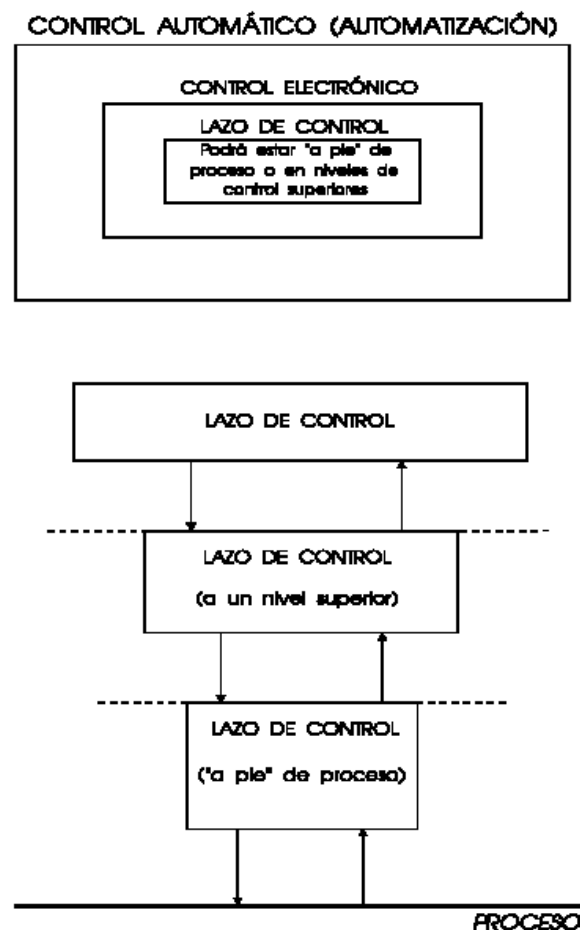 CONTROL AUTOMÁTICO (AUTOMATIZACIÓN)
CONTROL ELECTRÓNICO
LAZO DE CONTROL
Podrá estar "a pie" de
proceso o en niveles de
control superiores
LAZO DE CONTROL
LAZO DE CONTROL
(a un nivel superior)
LAZO DE CONTROL
("a pie" de proceso)
PROCESO